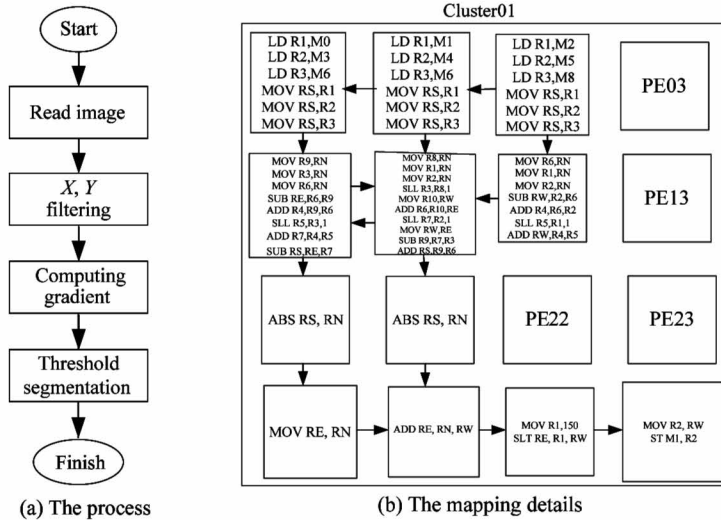 Start
Read image
X, Y
filtering
Computing
gradient
Threshold
segmentation
Finish
(a) The process
Cluster01
LD R1,M0
LD R2,M3
LD R3,M6
MOV RS,R1
MOV RS,R2
MOV RS,R3
LD R1,M1
LD R2,M4
LD R3,M6
MOV RS,R1
MOV RS,R2
MOV RS,R3
LD R1,M2
LD R2,M5
LD R3,M8
MOV RS,R1
MOV RS,R2
MOV RS,R3
PE03
MOV R9,RN
MOV R3,RN
MOV R6,RN
SUB RE,R6,R9
ADD R4,R9,R6
SLL R5,R3,1
ADD R7,R4,R5
SUB RS,RE,R7
MOV R8,RN
MOV R1,RN
MOV R2,RN
SLL R3,R8,1
MOV R10,RW
ADD R6,R10,RE
SLL R7,R2,1
MOV RW,RE
SUB R9,R7,R3
ADD RS,R9,R6
MOV R6,RN
MOV R1,RN
MOV R2,RN
SUB RW,R2,R6
ADD R4,R6,R2
SLL R5,R1,1
ADD RW,R4,R5
PE13
ABS RS, RN
ABS RS, RN
PE22
PE23
MOV RE, RN
ADD RE, RN, RW
MOV R1,150
SLT RE, R1, RW
MOV R2, RW
ST M1, R2
(b) The mapping details